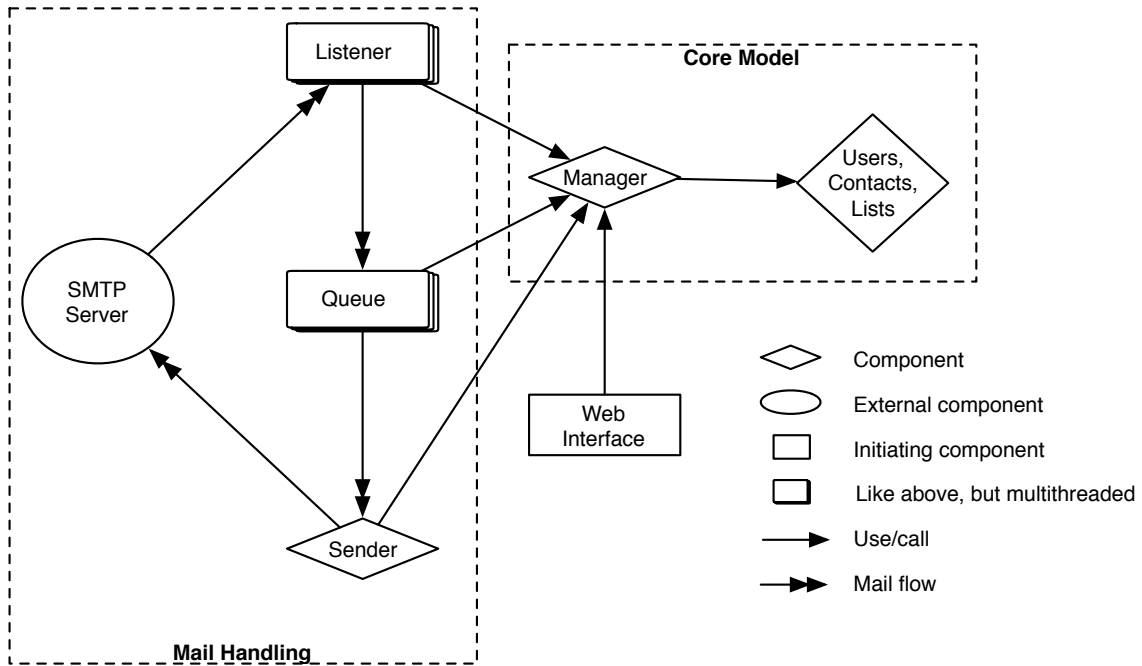 Listener
Core Model
Users,
Contacts,
Lists
Manager
SMTP
Server
Queue
Component
Web
Interface
External component
Initiating component
Like above, but multithreaded
Use/call
Sender
Mail flow
Mail Handling